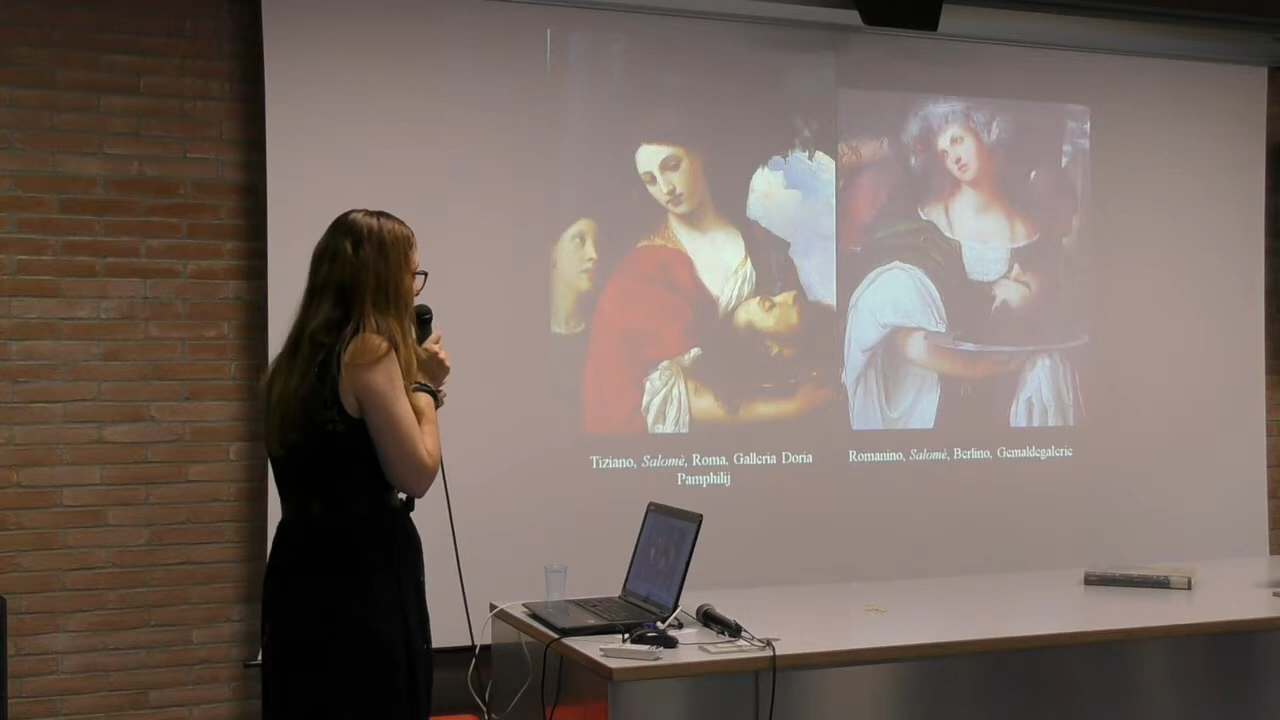 Tiziano, Salomè, Roma, Galleria Doria
Pamphilij
Romanino, Salomè, Berlino, Gemaldegalerie